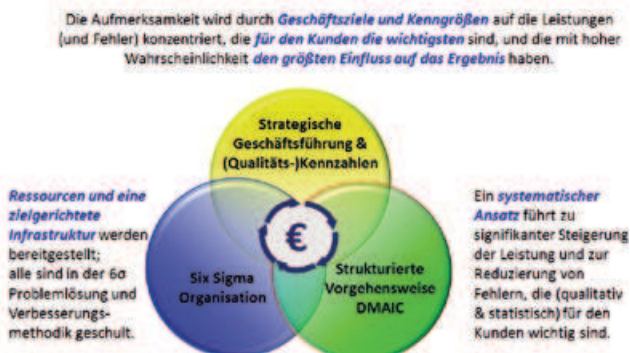 Die Aufmerksamkeit wird durch Geschäftsziele und Kenngrößen auf die Leistungen
(und Fehler) konzentriert, die für den Kunden die wichtigsten sind, und die mit hoher
Wahrscheinlichkeit den größten Einfluss auf das Ergebnis haben.
Strategische
Geschäftsführung &
(Qualitäts-)Kennzahlen
Ressourcen und eine
zielgerichtete
Infrastruktur werden
bereitgestellt;
alle sind in der 6σ
Problemlösung und
Verbesserungs-
methodik geschult.
€
Six Sigma
Organisation
Strukturierte
Vorgehensweise
DMAIC
Ein systematischer
Ansatz führt zu
signifikanter Steigerung
der Leistung und zur
Reduzierung von
Fehlern, die (qualitativ
& statistisch) für den
Kunden wichtig sind.